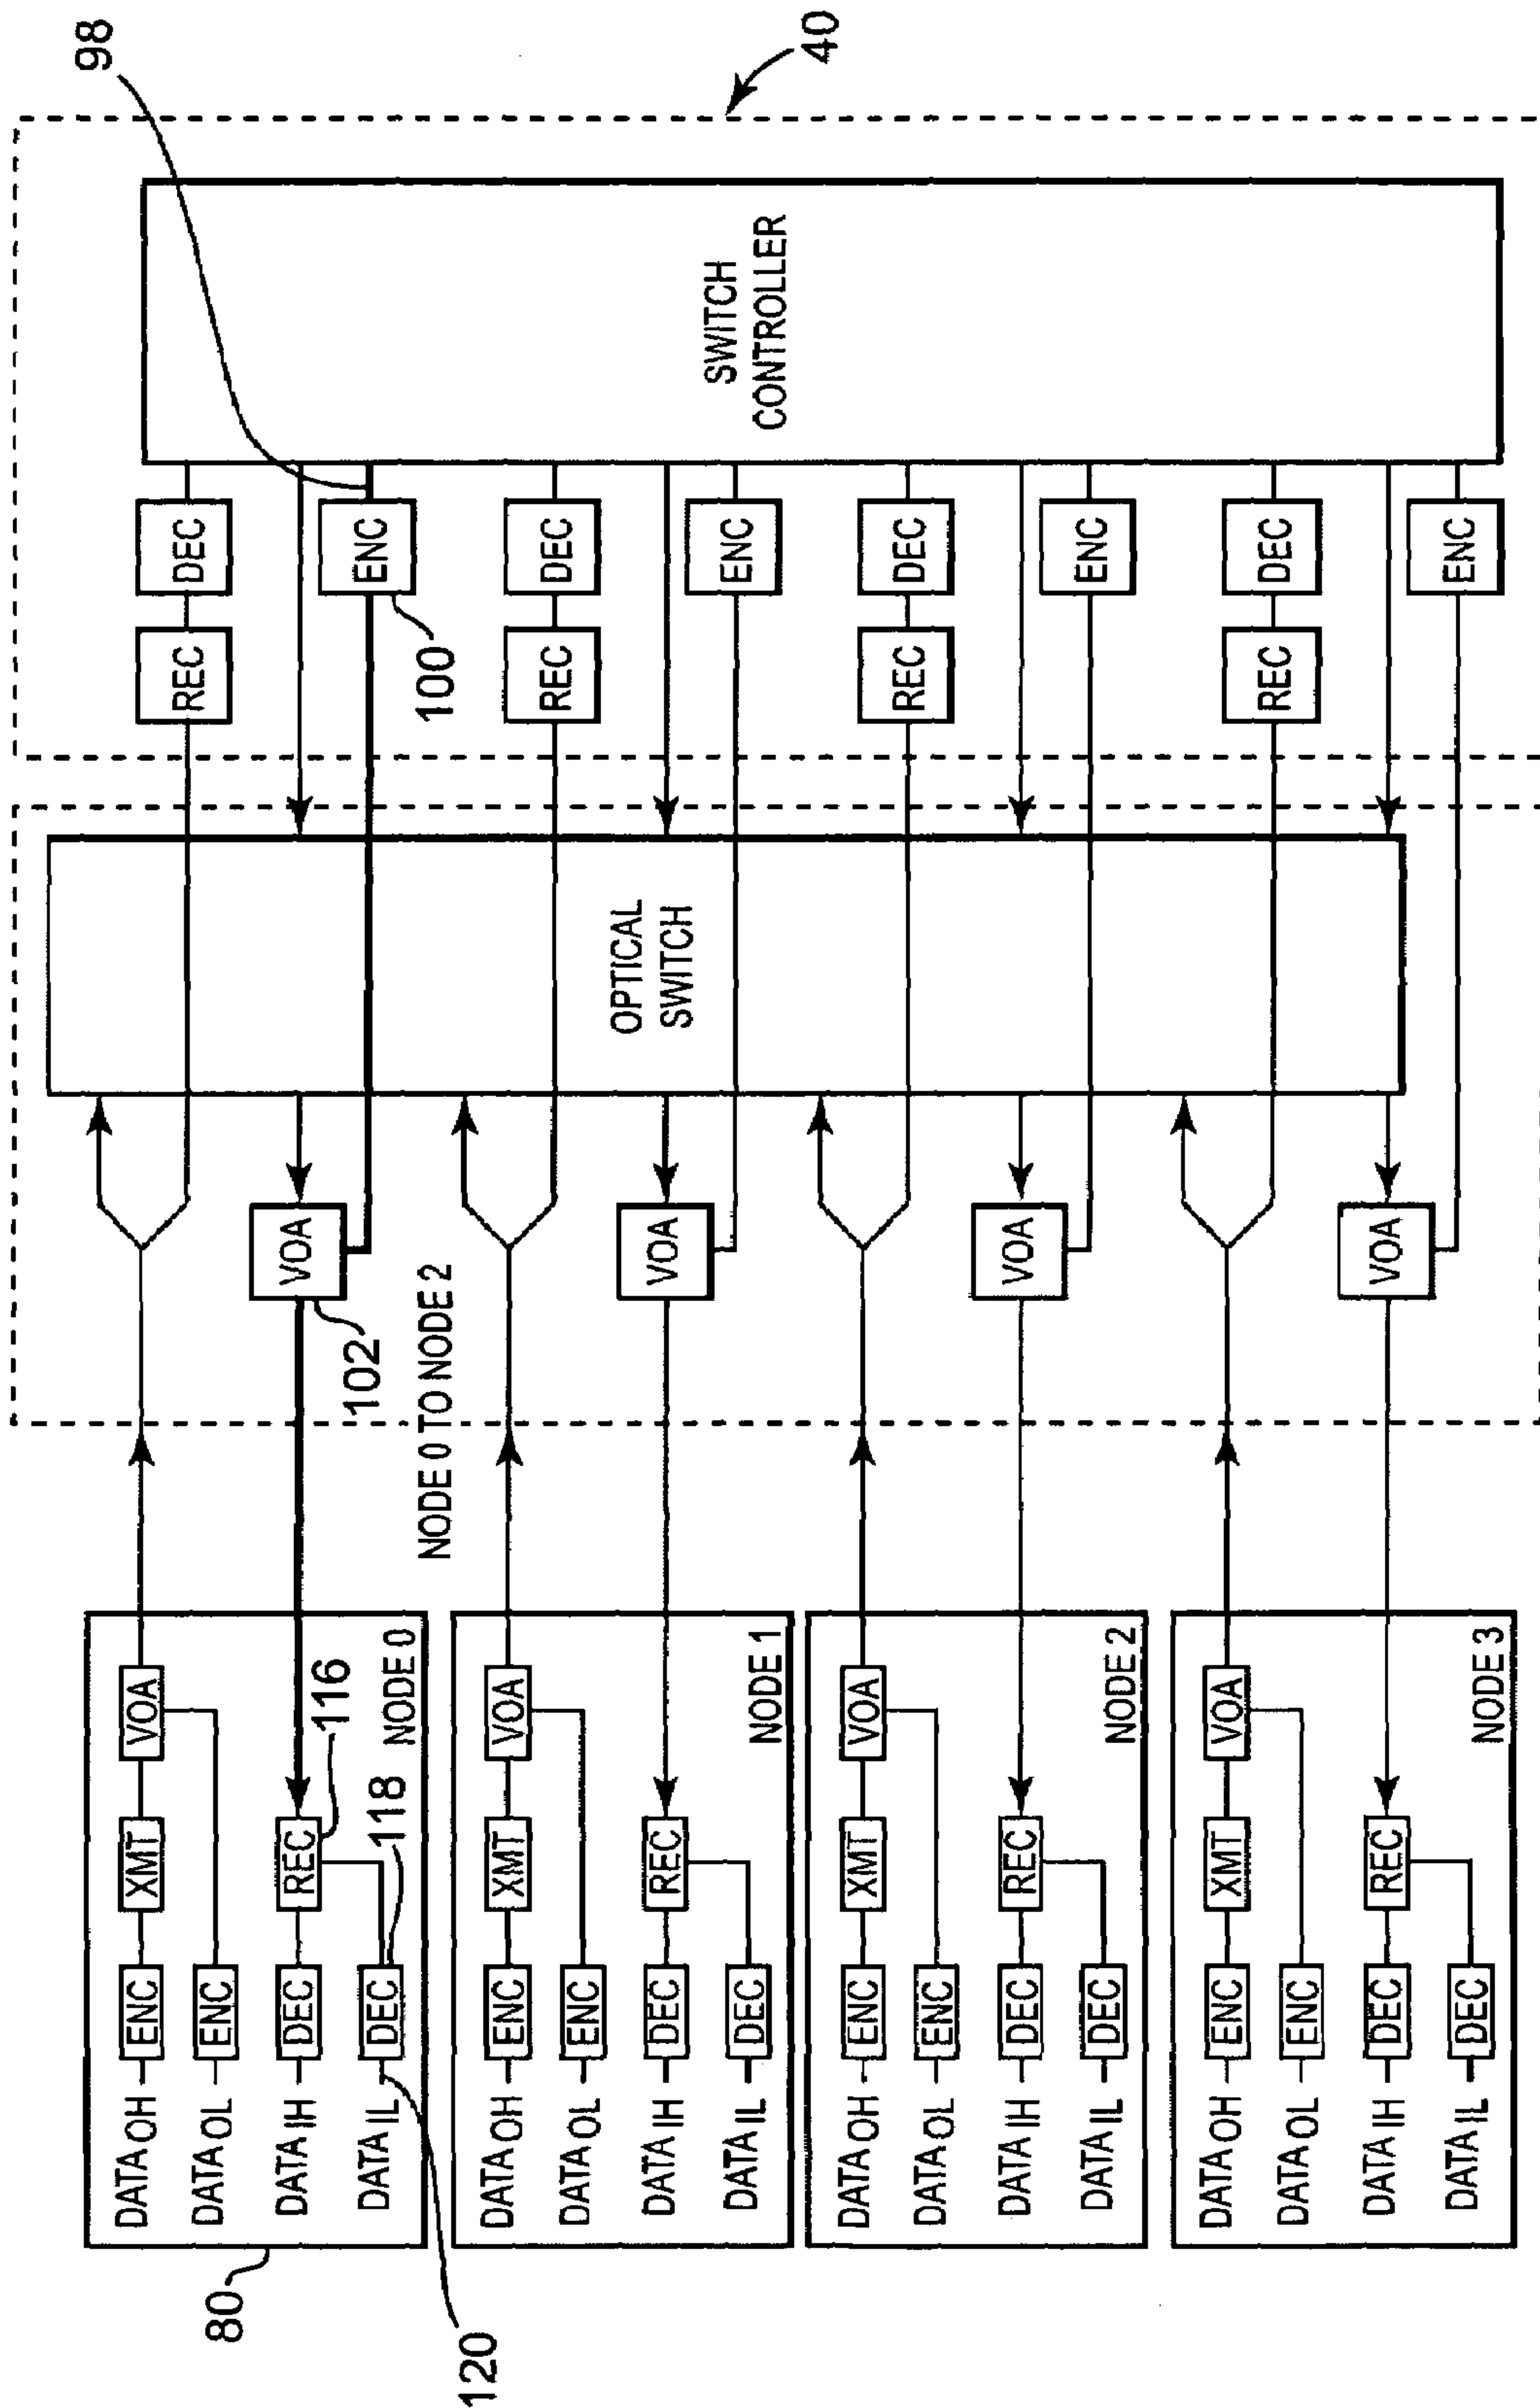 98
40
SWITCH
CONTROLLER
DEC
REC
ENC
100
DEC
REC
ENC
DEC
REC
ENC
DEC
REC
ENC
OPTICAL
SWITCH
VOA
102
NODE 0 TO NODE 2
VOA
VOA
VOA
80
DATA OH
ENC
XMT
VOA
DATA OL
ENC
DATA IH
DEC
REC
116
DATA IL
DEC
118
120
NODE 0
DATA OH
ENC
XMT
VOA
DATA OL
ENC
DATA IH
DEC
REC
DATA IL
DEC
NODE 1
DATA OH
ENC
XMT
VOA
DATA OL
ENC
DATA IH
DEC
REC
DATA IL
DEC
NODE 2
DATA OH
ENC
XMT
VOA
DATA OL
ENC
DATA IH
DEC
REC
DATA IL
DEC
NODE 3